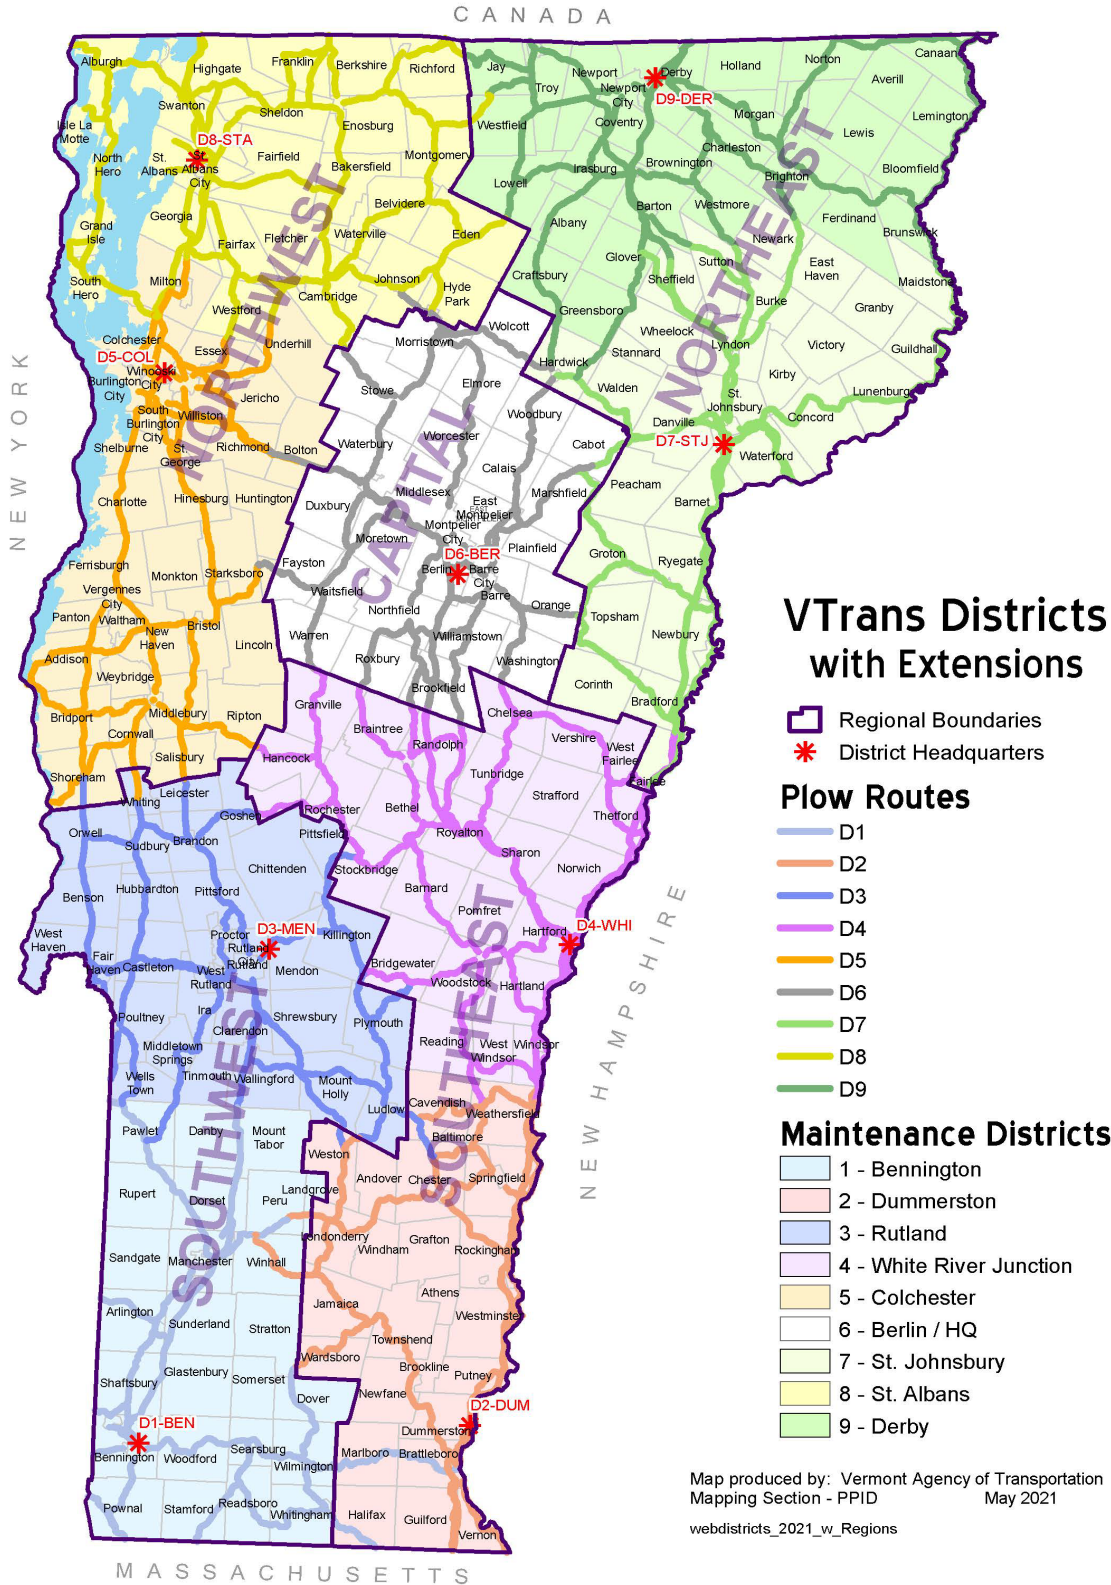 CANADA
Alburgh
Highgate
Franklin
Berkshire
Richford
Jay
Troy
Newport
Newport
City
Derby
D9-DER
Holland
Norton
Canaan
Averill
Swanton
Sheldon
Enosburg
Westfield
Coventry
Morgan
Lemington
Isle La
Motte
D8-STA
Lewis
North
Hero
St.
Albans
St.
Albans
City
Fairfield
Bakersfield
Montgomery
Lowell
Irasburg
Brownington
Charleston
Brighton
Bloomfield
Georgia
Belvidere
Barton
Westmore
Ferdinand
Brunswick
Grand
Isle
Fairfax
Fletcher
Waterville
Eden
Albany
Newark
NORTHWEST
NORTHEAST
South
Hero
Milton
Johnson
Hyde
Park
Craftsbury
Glover
Sheffield
Sutton
East
Haven
Maidstone
Westford
Cambridge
Greensboro
Burke
Granby
Colchester
Essex
Underhill
Morristown
Wolcott
Wheelock
Stannard
Lyndon
Victory
Guildhall
D5-COL
Winooski
City
Burlington
City
Jericho
Stowe
Elmore
Hardwick
Walden
Kirby
Lunenburg
South
Burlington
City
Williston
Woodbury
St.
Johnsbury
Concord
Danville
D7-STJ
Waterford
Shelburne
St.
George
Richmond
Bolton
Waterbury
Worcester
Cabot
CAPITAL
Calais
Peacham
Barnet
Charlotte
Hinesburg
Huntington
Duxbury
Middlesex
East
Montpelier
EAST
Marshfield
NEW YORK
Montpelier
City
Moretown
Plainfield
D6-BER
Berlin
Barre
City
Barre
Groton
Ryegate
Ferrisburgh
Monkton
Starksboro
Fayston
Waitsfield
Vergennes
City
Panton
Waltham
New
Haven
Bristol
Lincoln
Northfield
Orange
Topsham
Newbury
Warren
Williamstown
Addison
Weybridge
Roxbury
Washington
Brookfield
Corinth
Bradford
Bridport
Cornwall
Middlebury
Ripton
Granville
Braintree
Randolph
Chelsea
Vershire
West
Fairlee
Fairlee
Shoreham
Salisbury
Hancock
Tunbridge
Strafford
Thetford
Whiting
Leicester
Goshen
Rochester
Bethel
Orwell
Sudbury
Brandon
Pittsfield
Royalton
Sharon
Norwich
Chittenden
Stockbridge
Barnard
Benson
Hubbardton
Pittsford
Pomfret
West
Haven
Proctor
Rutland
City
Rutland
D3-MEN
Killington
Hartford
D4-WHI
Fair
Haven
Castleton
West
Rutland
Mendon
Bridgewater
Woodstock
Hartland
NEW HAMPSHIRE
Poultney
Ira
Clarendon
Shrewsbury
Plymouth
Reading
West
Windsor
Windsor
Middletown
Springs
Tinmouth
Wallingford
Wells
Town
Mount
Holly
Ludlow
Cavendish
Weathersfield
SOUTHWEST
SOUTHEAST
Pawlet
Danby
Mount
Tabor
Weston
Baltimore
Andover
Chester
Springfield
Rupert
Dorset
Peru
Landgrove
Londonderry
Windham
Grafton
Rockingham
Sandgate
Manchester
Winhall
Athens
Arlington
Sunderland
Stratton
Jamaica
Westminster
Townshend
Shaftsbury
Glastenbury
Somerset
Wardsboro
Brookline
Putney
Dover
Newfane
D2-DUM
D1-BEN
Dummerston
Bennington
Woodford
Searsburg
Wilmington
Marlboro
Brattleboro
Pownal
Stamford
Readsboro
Whitingham
Halifax
Guilford
Vernon
MASSACHUSETTS
VTrans Districts
with Extensions
Regional Boundaries
District Headquarters
Plow Routes
D1
D2
D3
D4
D5
D6
D7
D8
D9
Maintenance Districts
1 - Bennington
2 - Dummerston
3 - Rutland
4 - White River Junction
5 - Colchester
6 - Berlin / HQ
7 - St. Johnsbury
8 - St. Albans
9 - Derby
Map produced by: Vermont Agency of Transportation
Mapping Section - PPID May 2021
webdistricts_2021_w_Regions